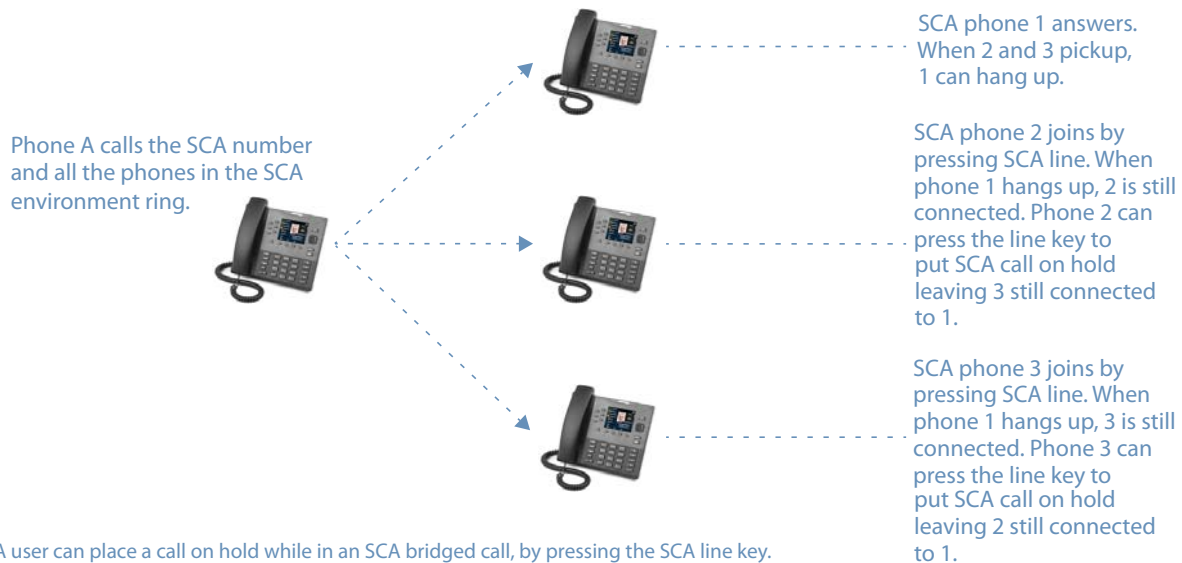 Phone A calls the SCA number
and all the phones in the SCA
environment ring.
SCA phone 1 answers.
When 2 and 3 pickup,
1 can hang up.
SCA phone 2 joins by
pressing SCA line. When
phone 1 hangs up, 2 is still
connected. Phone 2 can
press the line key to
put SCA call on hold
leaving 3 still connected
to 1.
SCA phone 3 joins by
pressing SCA line. When
phone 1 hangs up, 3 is still
connected. Phone 3 can
press the line key to
put SCA call on hold
leaving 2 still connected
to 1.
user can place a call on hold while in an SCA bridged call, by pressing the SCA line key.